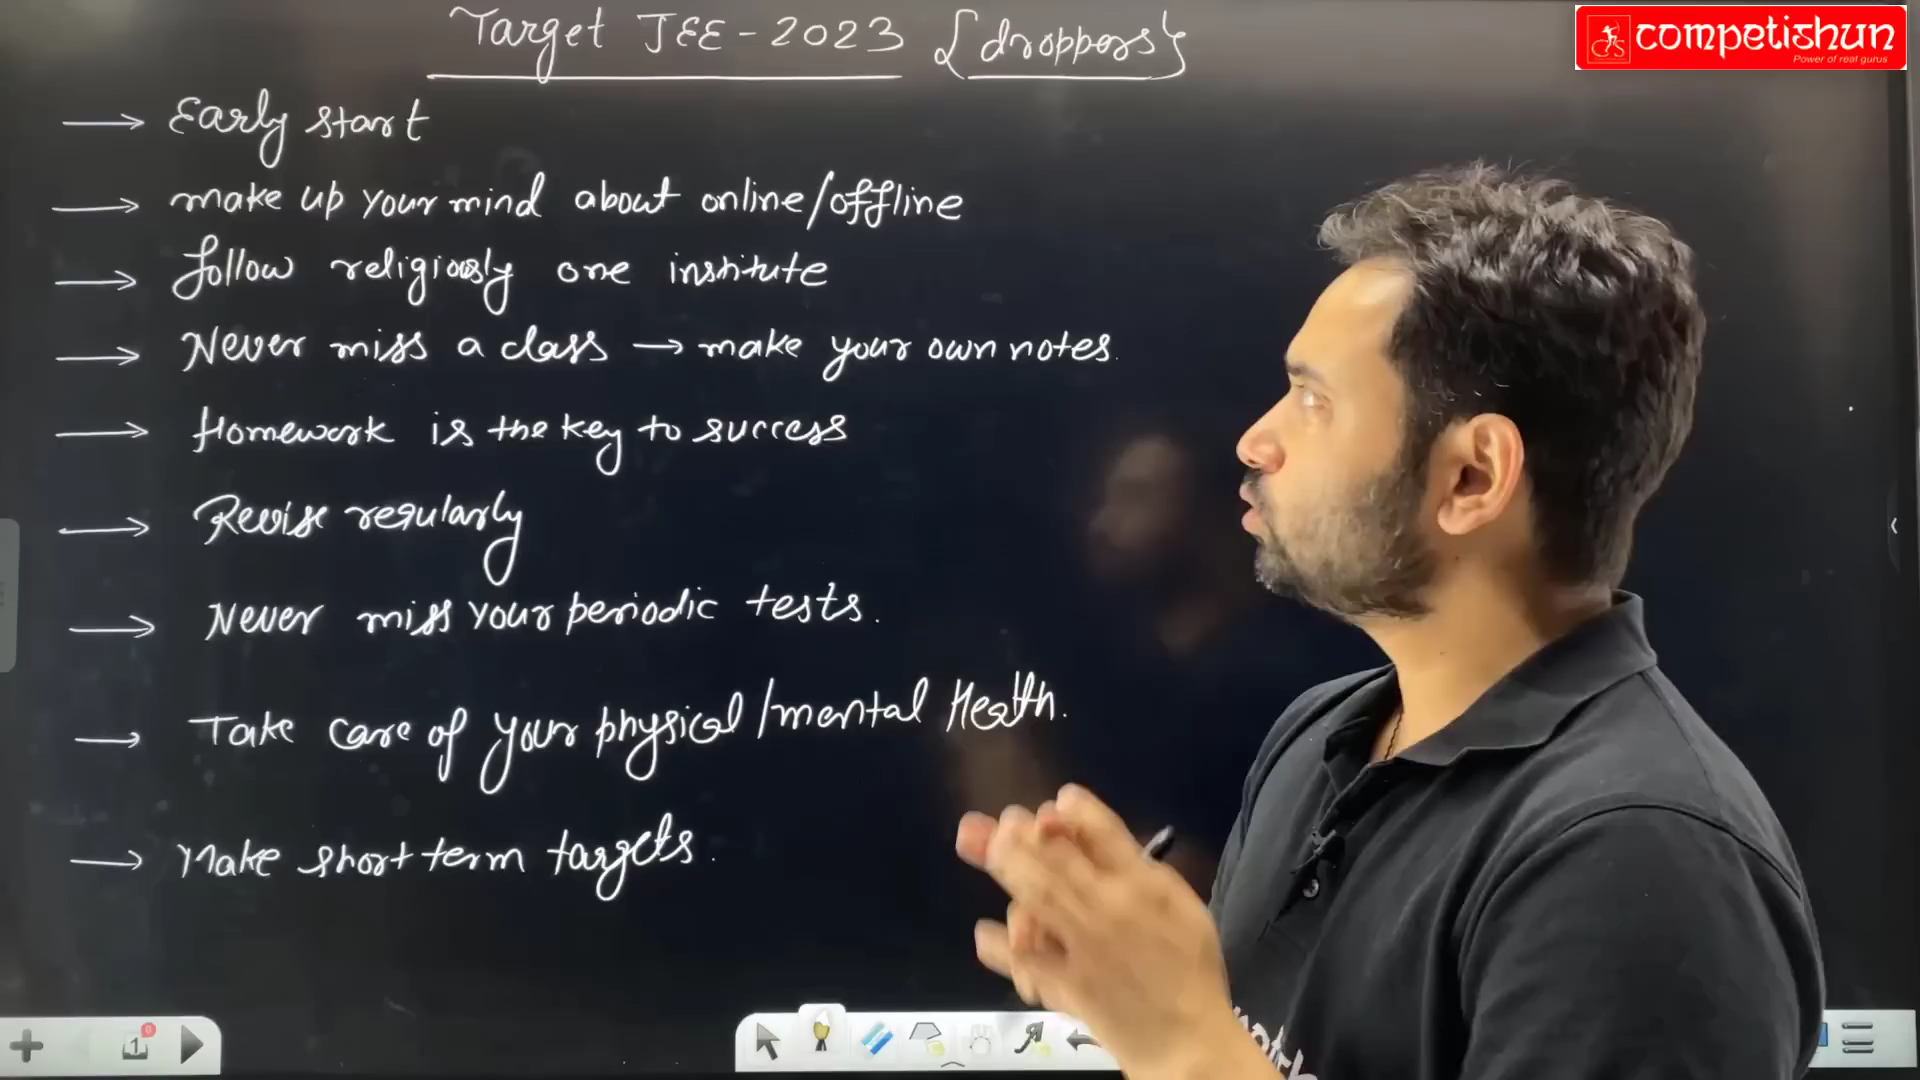 Target JEE-2023 {droppers}
competishun
Power of real gurus
→ Early start
→ make up your mind about online/offline
→ follow religiously one institute
→ Never miss a class → make your own notes.
→ Homework is the key to success
→ Revise regularly
→ Never miss your periodic tests.
→ Take care of your physical/mental Health.
→ Make short term targets.
1